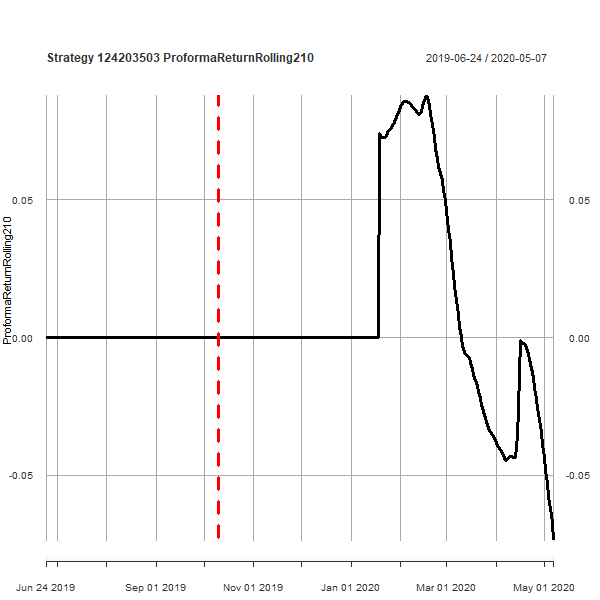 Strategy 124203503 ProformaReturnRolling210
2019-06-24 / 2020-05-07
ProformaReturnRolling210
0.05
0.00
-0.05
0.05
0.00
-0.05
Jun 24 2019
Sep 01 2019
Nov 01 2019
Jan 01 2020
Mar 01 2020
May 01 2020